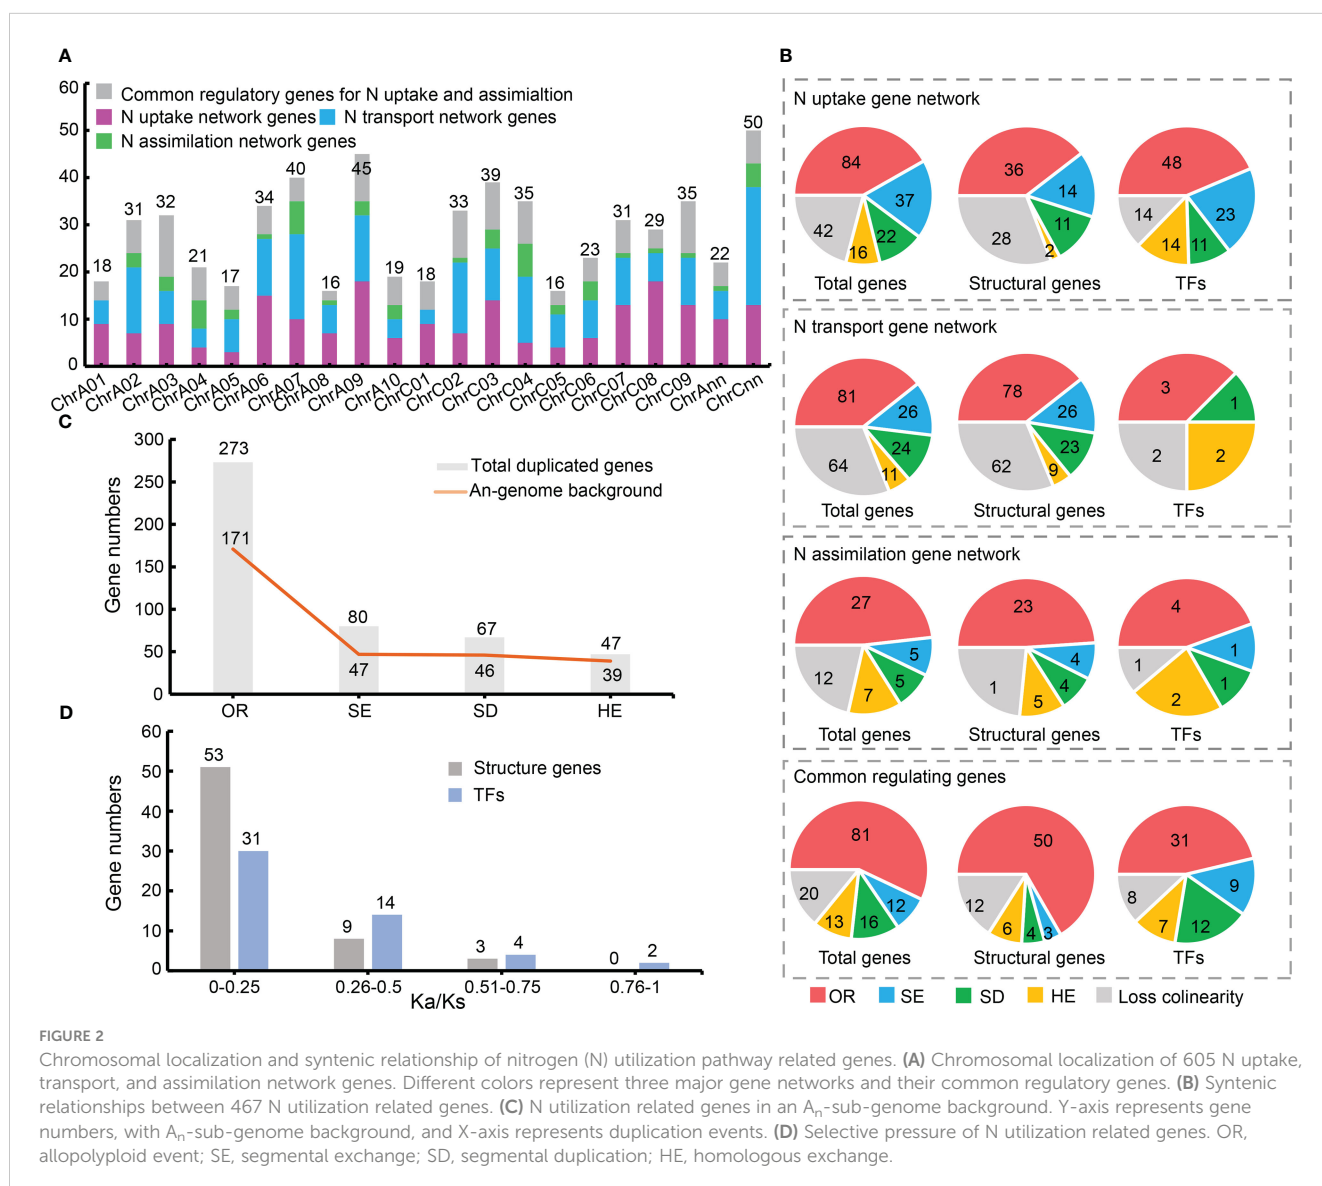 A
60
50
40
30
20
10
0
Common regulatory genes for N uptake and assimialtion
N uptake network genes
N transport network genes
N assimilation network genes
18
31
32
21
17
34
40
16
45
19
18
33
39
35
16
23
31
29
35
22
50
ChrA01
ChrA02
ChrA03
ChrA04
ChrA05
ChrA06
ChrA07
ChrA08
ChrA09
ChrA10
ChrC01
ChrC02
ChrC03
ChrC04
ChrC05
ChrC06
ChrC07
ChrC08
ChrC09
ChrAnn
ChrCnn
B
N uptake gene network
84
37
22
16
42
Total genes
36
14
11
2
28
Structural genes
48
23
11
14
14
TFs
N transport gene network
81
26
24
11
64
Total genes
78
26
23
9
62
Structural genes
3
1
2
2
TFs
N assimilation gene network
27
5
5
7
12
Total genes
23
4
4
5
1
Structural genes
4
1
1
2
1
TFs
Common regulating genes
81
12
16
13
20
Total genes
50
3
4
6
12
Structural genes
31
9
12
7
8
TFs
OR
SE
SD
HE
Loss colinearity
C
Gene numbers
300
250
200
150
100
50
0
Total duplicated genes
An-genome background
273
171
80
47
67
46
47
39
OR
SE
SD
HE
D
Gene numbers
60
50
40
30
20
10
0
Structure genes
TFs
53
31
9
14
3
4
0
2
0-0.25
0.26-0.5
0.51-0.75
0.76-1
Ka/Ks
FIGURE 2
Chromosomal localization and syntenic relationship of nitrogen (N) utilization pathway related genes. (A) Chromosomal localization of 605 N uptake,
transport, and assimilation network genes. Different colors represent three major gene networks and their common regulatory genes. (B) Syntenic
relationships between 467 N utilization related genes. (C) N utilization related genes in an An-sub-genome background. Y-axis represents gene
numbers, with An-sub-genome background, and X-axis represents duplication events. (D) Selective pressure of N utilization related genes. OR,
allopolyploid event; SE, segmental exchange; SD, segmental duplication; HE, homologous exchange.